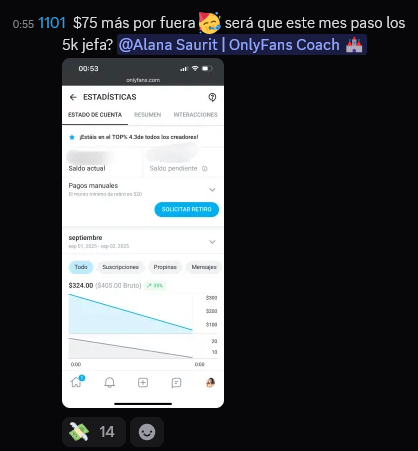 0:55 1101 $75 más por fuera 🥳 será que este mes paso los
5k jefa? @Alana Saurit | OnlyFans Coach 🏰
00:53
onlyfans.com
← ESTADÍSTICAS
ESTADO DE CUENTA RESUMEN INTERACCIONES
¡Estáis en el TOP% 4.3de todos los creadores!
Saldo actual Saldo pendiente
Pagos manuales
El monto mínimo de retiro es $20
SOLICITAR RETIRO
septiembre
sep 01, 2025- sep 02, 2025
Todo Suscripciones Propinas Mensajes
$324.00 ($405.00 Bruto) ↗ 33%
$300
$200
$100
20
10
0:00 0:00
💸 14